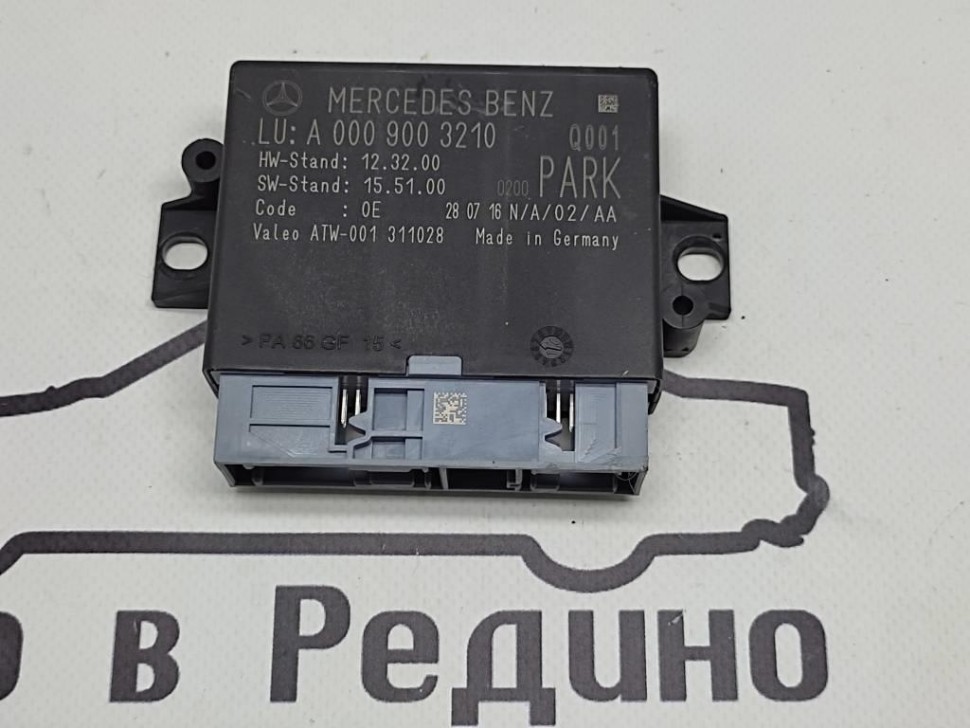 MERCEDES BENZ
LU: A 000 900 3210 Q001
HW-Stand: 12.32.00
SW-Stand: 15.51.00 0200 PARK
Code : 0E 28 07 16 N/A/02/AA
Valeo ATW-001 311028 Made in Germany
> PA 66 GF 15 <
о в Редино